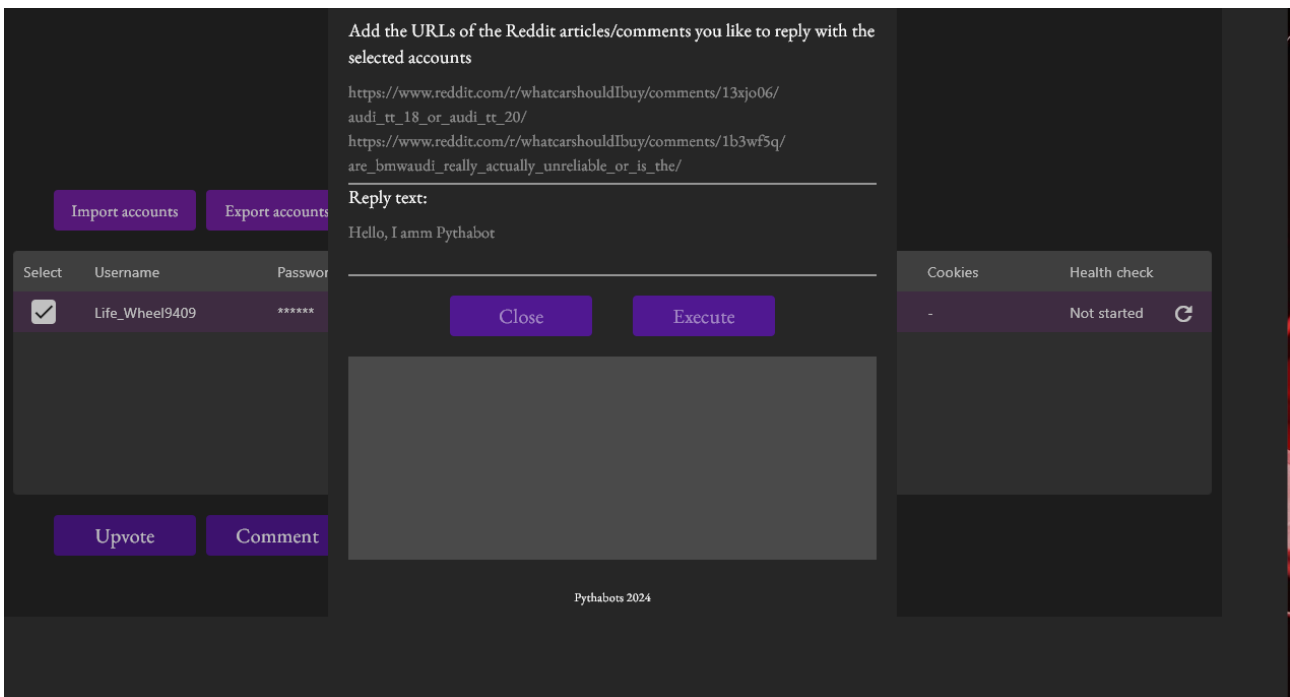 Add the URLs of the Reddit articles/comments you like to reply with the
selected accounts
https://www.reddit.com/r/whatcarshouldIbuy/comments/13xjo06/
audi_tt_18_or_audi_tt_20/
https://www.reddit.com/r/whatcarshouldIbuy/comments/1b3wf5q/
are_bmwaudi_really_actually_unreliable_or_is_the/
Import accounts Export accounts
Reply text:
Hello, I amm Pythabot
Select Username Passwor Cookies Health check
Life_Wheel9409 ****** - Not started
Close Execute
Upvote Comment
Pythabots 2024